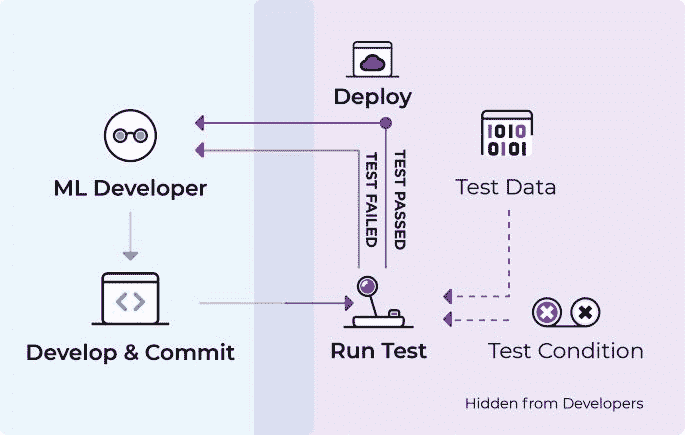 Deploy
1010
0101
ML Developer
TEST FAILED
TEST PASSED
Test Data
Develop & Commit
Run Test
Test Condition
Hidden from Developers